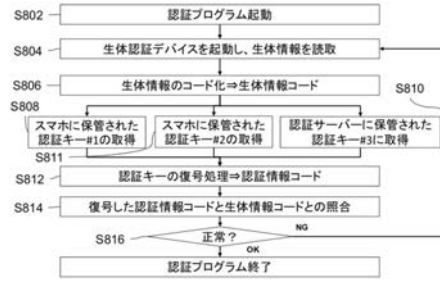 S802
認証プログラム起動
S804
生体認証デバイスを起動し、生体情報を読取
S806
生体情報のコード化⇒生体情報コード
S808
S810
スマホに保管された
認証キー#1の取得
スマホに保管された
認証キー#2の取得
認証サーバーに保管された
認証キー#3に取得
S811
S812
認証キーの復号処理⇒認証情報コード
S814
復号した認証情報コードと生体情報コードとの照合
S816
正常？
NG
OK
認証プログラム終了